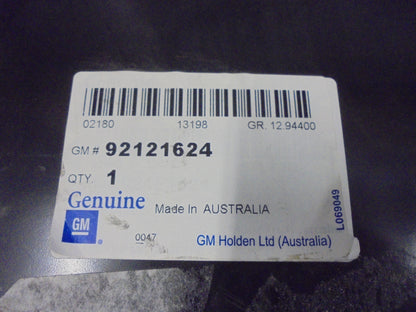 02180 13198 GR. 12.94400
GM # 92121624
QTY. 1
Genuine Made In AUSTRALIA
GM ®
0047 GM Holden Ltd (Australia)
L069049